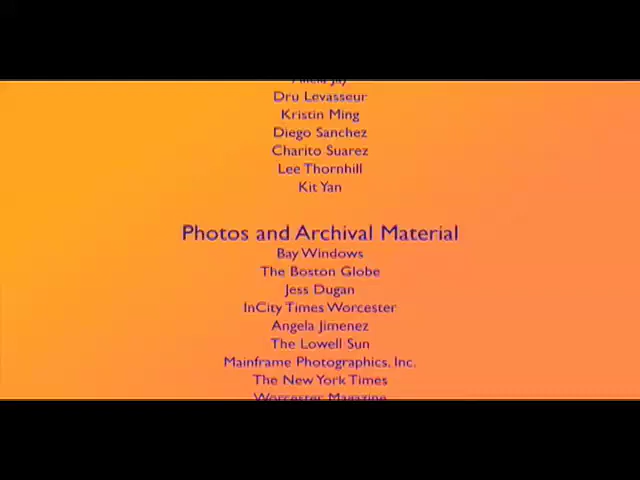 Dru Levasseur
Kristin Ming
Diego Sanchez
Charito Suarez
Lee Thornhill
Kit Yan
Photos and Archival Material
Bay Windows
The Boston Globe
Jess Dugan
InCity Times Worcester
Angela Jimenez
The Lowell Sun
Mainframe Photographics, Inc.
The New York Times
Worcester Magazine